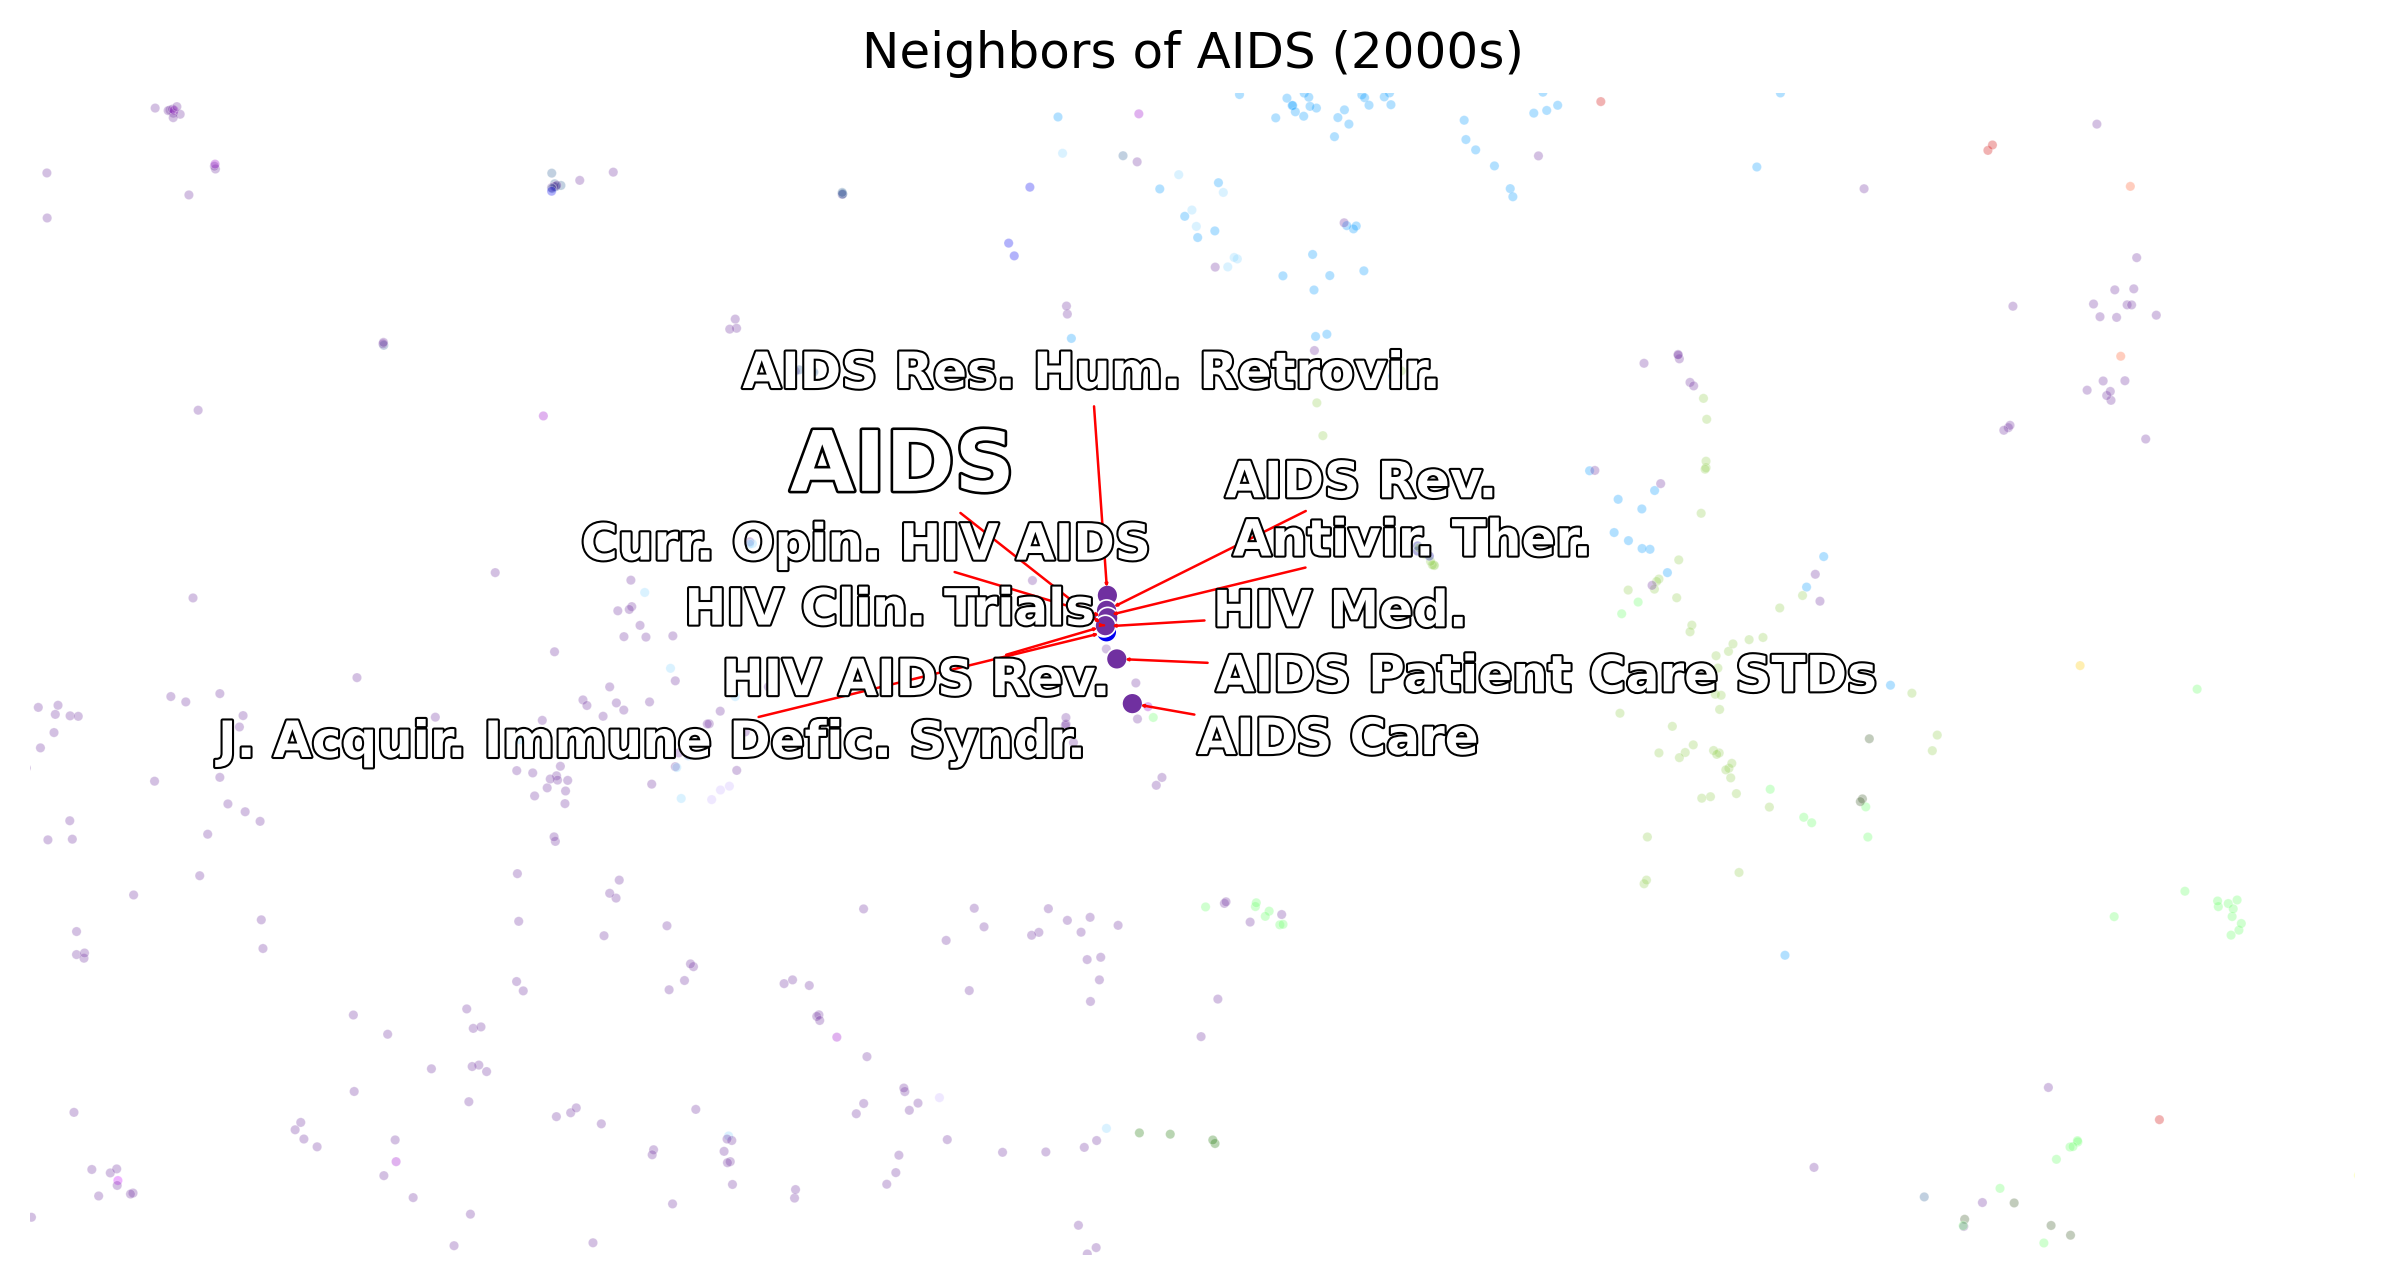 Neighbors of AIDS (2000s)
AIDS Res. Hum. Retrovir.
AIDS
AIDS Rev.
Curr. Opin. HIV AIDS
Antivir. Ther.
HIV Clin. Trials
HIV Med.
HIV AIDS Rev.
AIDS Patient Care STDs
J. Acquir. Immune Defic. Syndr.
AIDS Care